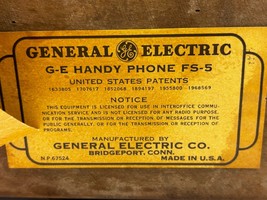 GENERAL GE ELECTRIC
G-E HANDY PHONE FS-5
UNITED STATES PATENTS
NOTICE
THIS EQUIPMENT IS LICENSED FOR USE IN INTEROFFICE COMMU-
NICATION SERVICE AND IS NOT LICENSED FOR ANY RADIO PURPOSE,
OR FOR THE TRANSMISSION OR RECEPTION OF MESSAGES FOR THE
PUBLIC GENERALLY, OR FOR THE TRANSMISSION OR RECEPTION OF
PROGRAMS.
MANUFACTURED BY
GENERAL ELECTRIC CO.
BRIDGEPORT, CONN.
MADE IN U.S.A.